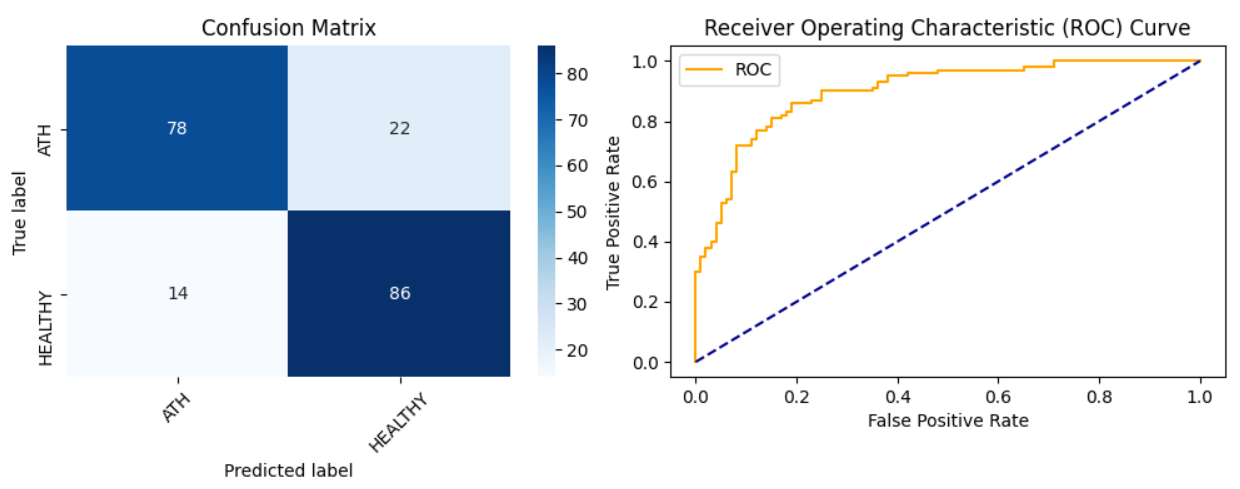 Confusion Matrix
ATH
HEALTHY
True label
78
22
14
86
ATH
HEALTHY
Predicted label
80
70
60
50
40
30
20
Receiver Operating Characteristic (ROC) Curve
ROC
True Positive Rate
1.0
0.8
0.6
0.4
0.2
0.0
0.0
0.2
0.4
0.6
0.8
1.0
False Positive Rate